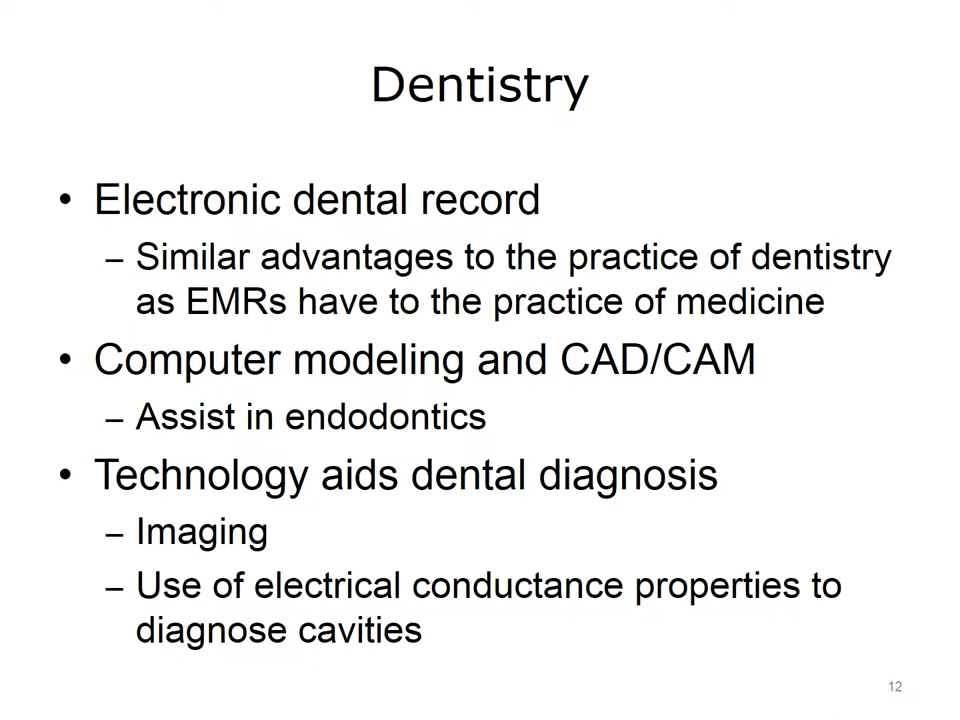 Dentistry
• Electronic dental record
– Similar advantages to the practice of dentistry
as EMRs have to the practice of medicine
• Computer modeling and CAD/CAM
– Assist in endodontics
• Technology aids dental diagnosis
– Imaging
– Use of electrical conductance properties to
diagnose cavities
12